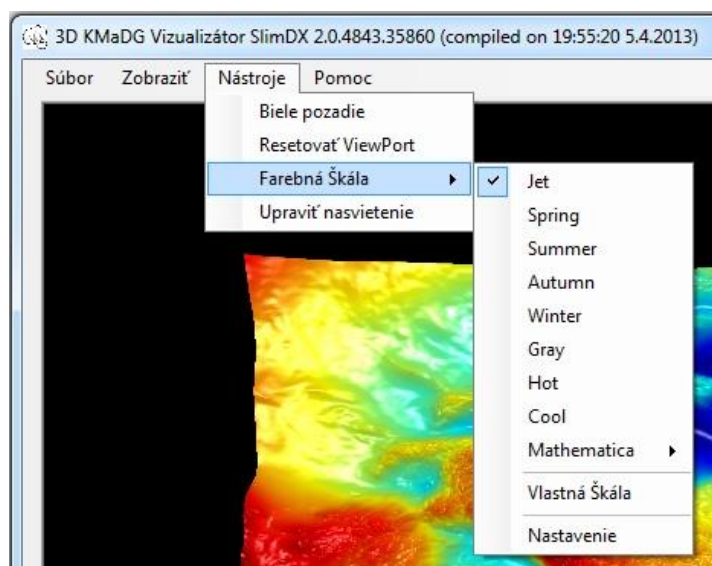 3D KMaDG Vizualizátor SlimDX 2.0.4843.35860 (compiled on 19:55:20 5.4.2013)
Súbor Zobraziť Nástroje Pomoc
Biele pozadie
Resetovať ViewPort
Farebná Škála
Upraviť nasvietenie
Jet
Spring
Summer
Autumn
Winter
Gray
Hot
Cool
Mathematica
Vlastná Škála
Nastavenie